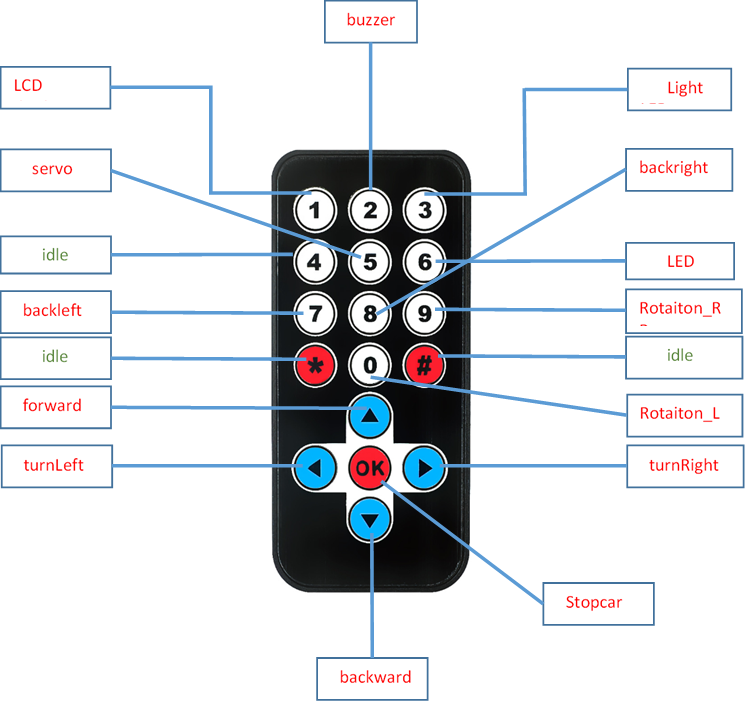 buzzer
LCD
Light
servo
backright
1 2 3
idle
4 5 6
LED
backleft
7 8 9
Rotaiton_R
idle
* 0 #
idle
forward
Rotaiton_L
turnLeft
OK
turnRight
Stopcar
backward